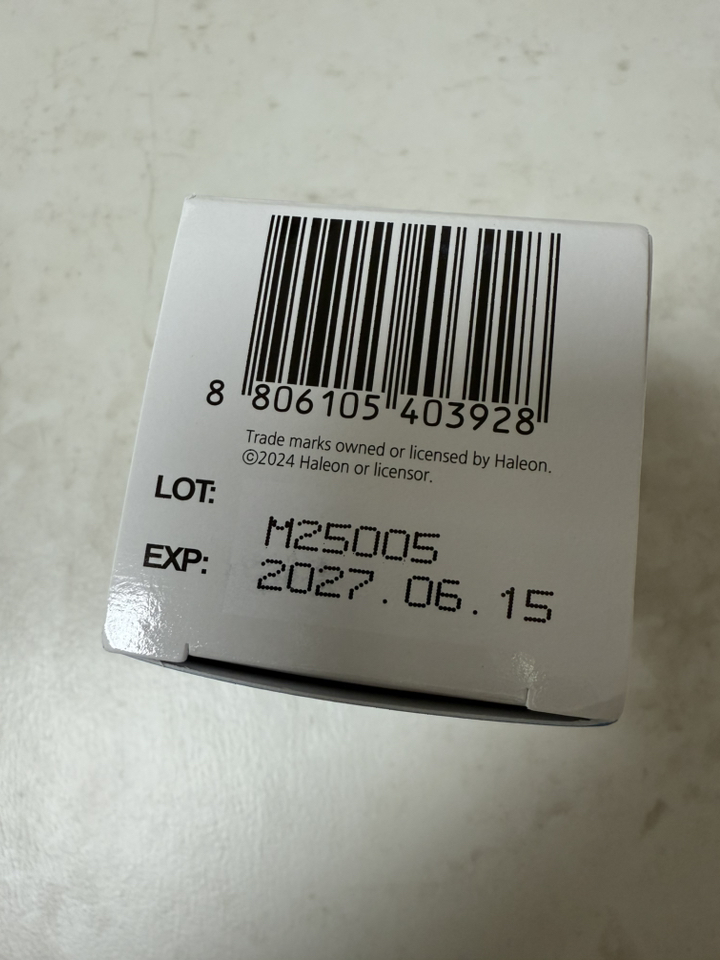 8 806105 403928
Trade marks owned or licensed by Haleon.
©2024 Haleon or licensor.
LOT: M25005
EXP: 2027.06.15